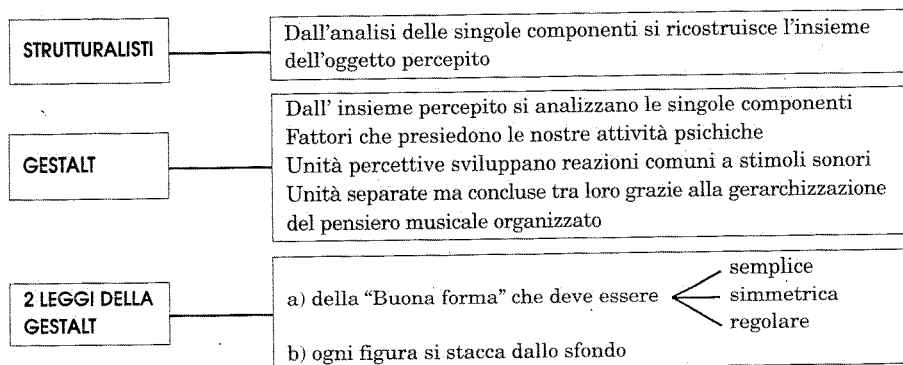 STRUTTURALISTI
Dall'analisi delle singole componenti si ricostruisce l'insieme
dell'oggetto percepito
GESTALT
Dall' insieme percepito si analizzano le singole componenti
Fattori che presiedono le nostre attività psichiche
Unità percettive sviluppano reazioni comuni a stimoli sonori
Unità separate ma concluse tra loro grazie alla gerarchizzazione
del pensiero musicale organizzato
2 LEGGI DELLA
GESTALT
a) della “Buona forma” che deve essere
semplice
simmetrica
regolare
b) ogni figura si stacca dallo sfondo